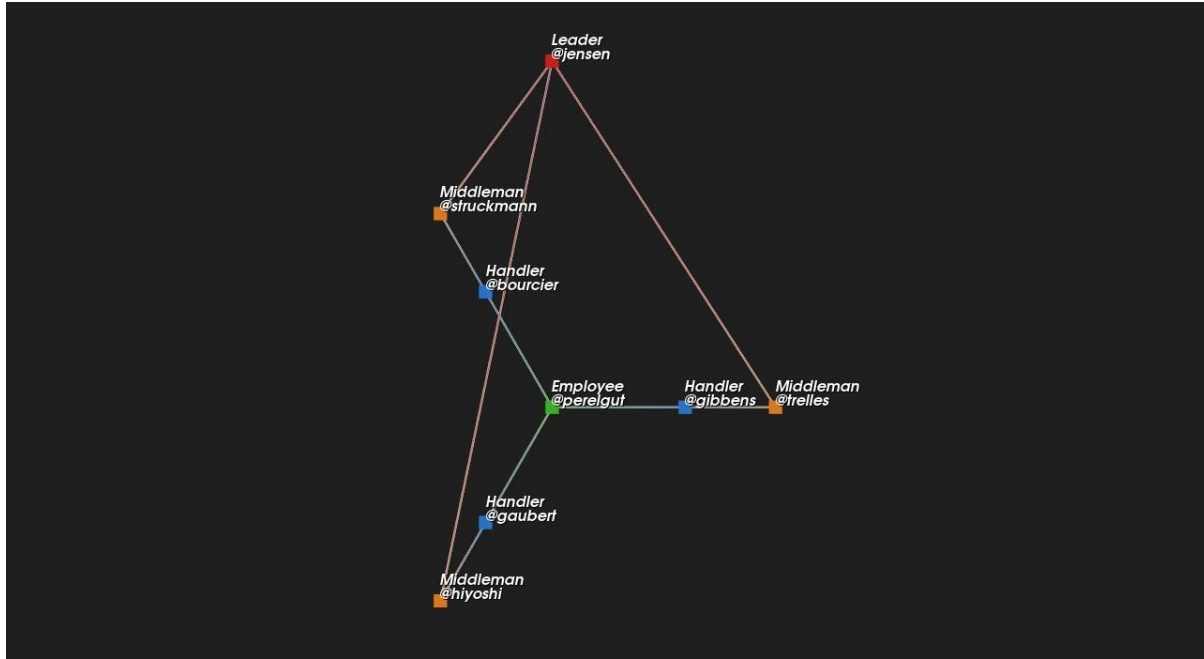 Leader
@jensen
Middleman
@struckmann
Handler
@bourcier
Employee
@perelgut
Handler
@gibbens
Middleman
@trelles
Handler
@gaubert
Middleman
@hiyoshi